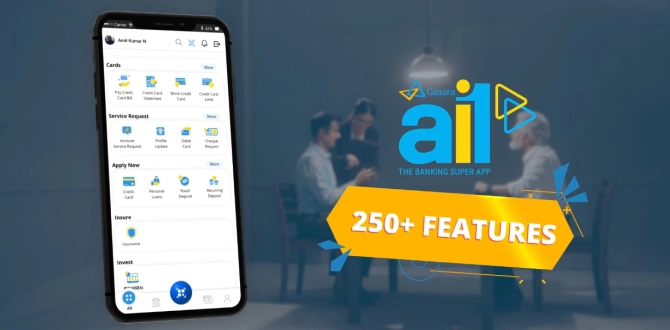 Amit Kumar N
Cards
More
Pay Credit Card Bill
Credit Card Statement
Block Credit Card
Credit Card Limit
Service Request
More
Account Service Request
Profile Update
Debit Card
Cheque Request
Apply Now
More
Credit Card
Personal Loans
Fixed Deposit
Recurring Deposit
Insure
Insurance
Invest
All
Canara
ai1
THE BANKING SUPER APP
250+ FEATURES